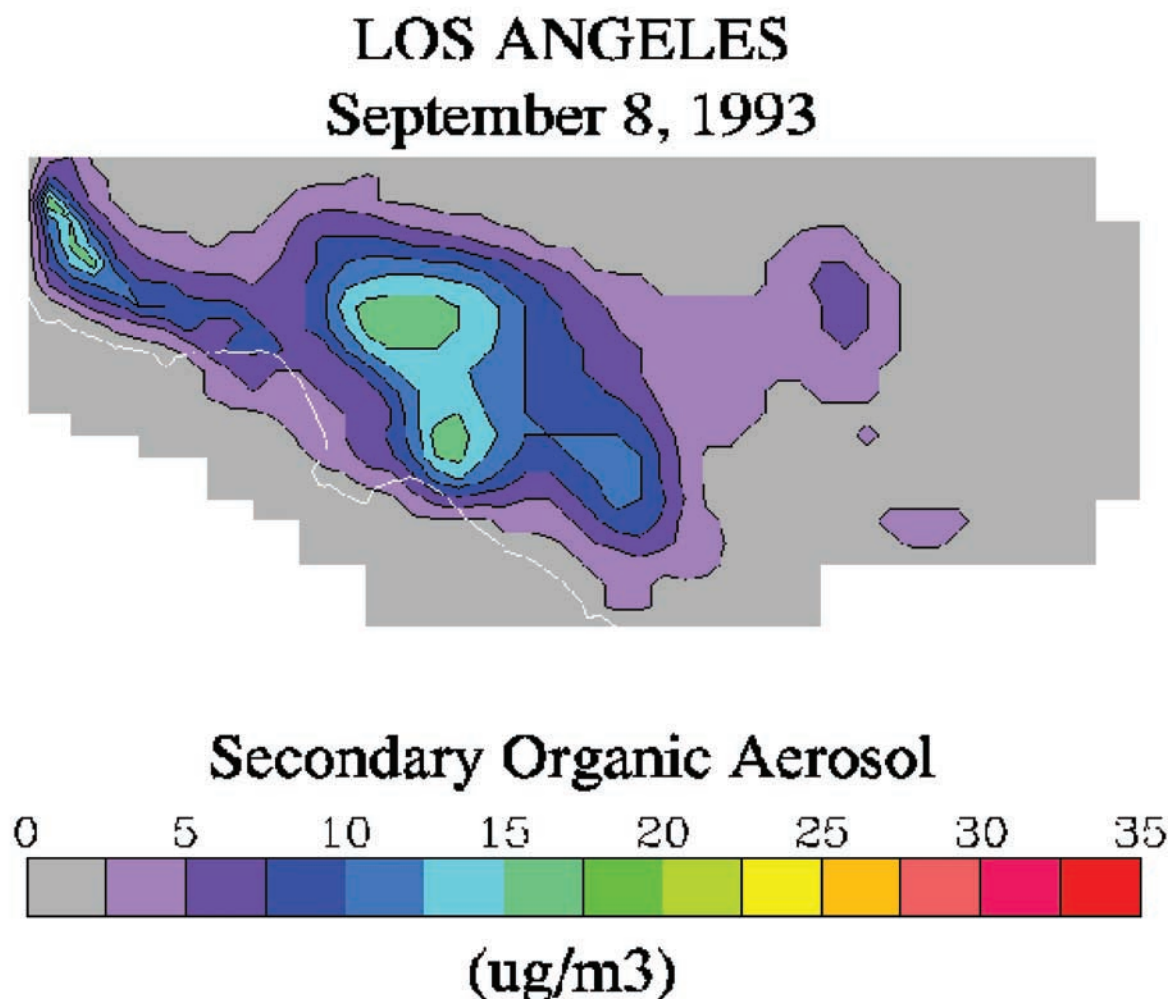 LOS ANGELES
September 8, 1993
Secondary Organic Aerosol
0 5 10 15 20 25 30 35
(ug/m3)